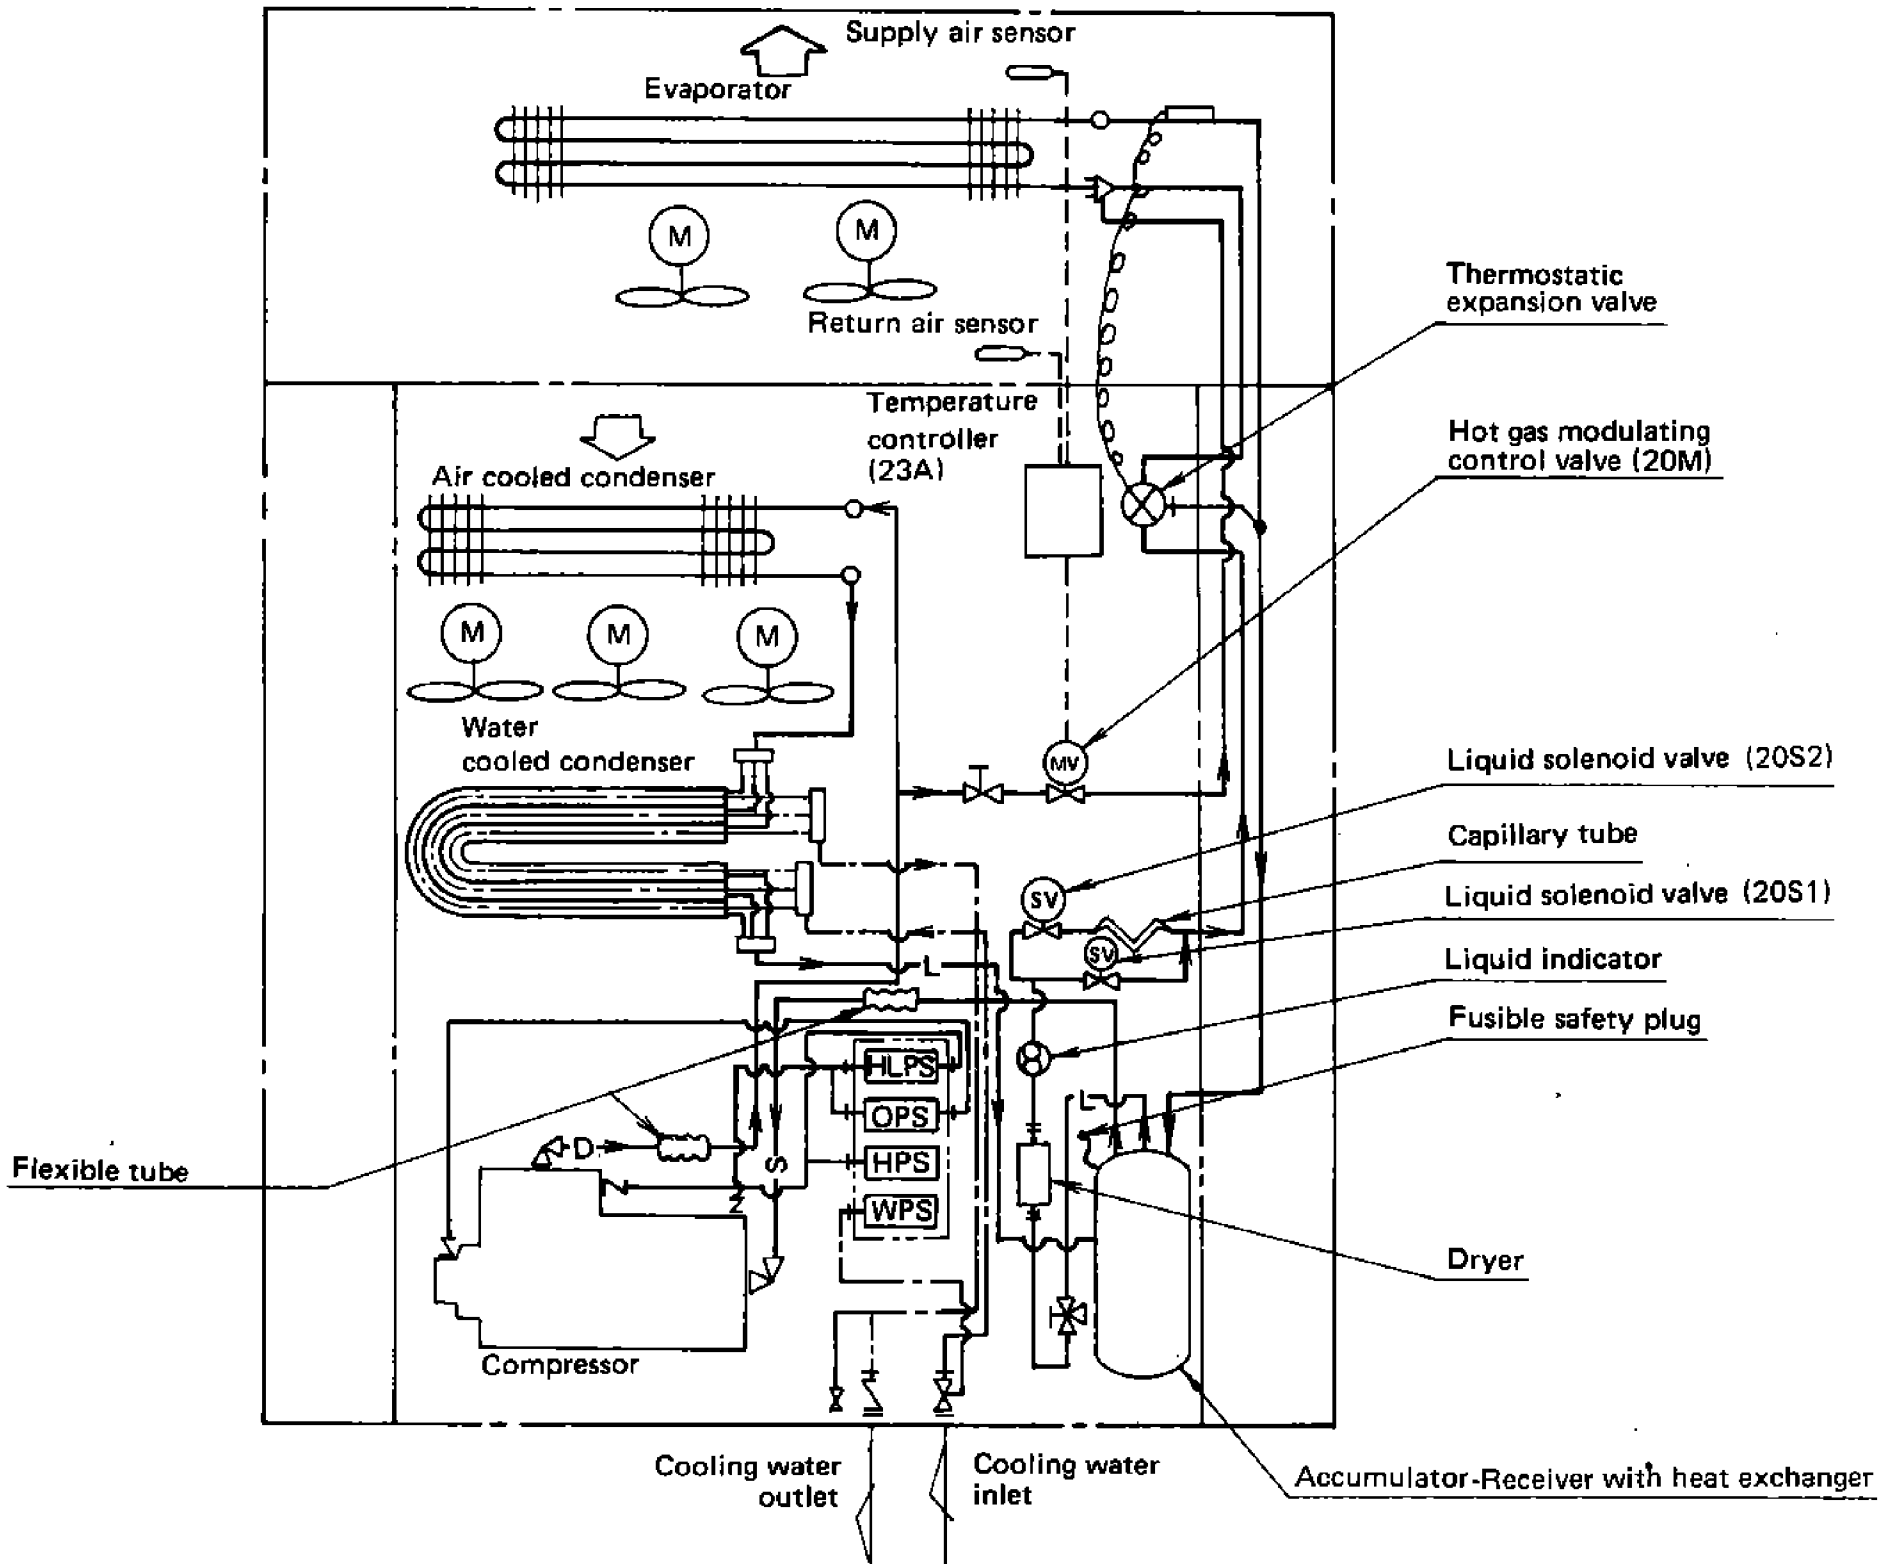 Supply air sensor
Evaporator
M
M
Return air sensor
Thermostatic
expansion valve
Temperature
controller
(23A)
Hot gas modulating
control valve (20M)
Air cooled condenser
M
M
M
Water
cooled condenser
MV
Liquid solenoid valve (20S2)
Capillary tube
SV
Liquid solenoid valve (20S1)
SV
Liquid indicator
L
Fusible safety plug
HLPS
L
OPS
D
S
HPS
Flexible tube
WPS
Dryer
Compressor
Cooling water
outlet
Cooling water
inlet
Accumulator-Receiver with heat exchanger